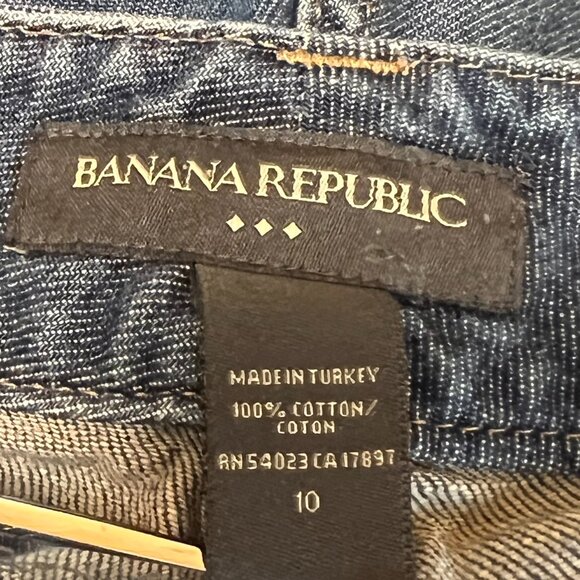 BANANA REPUBLIC
MADE IN TURKEY
100% COTTON/
COTON
RN 54023 CA 17897
10